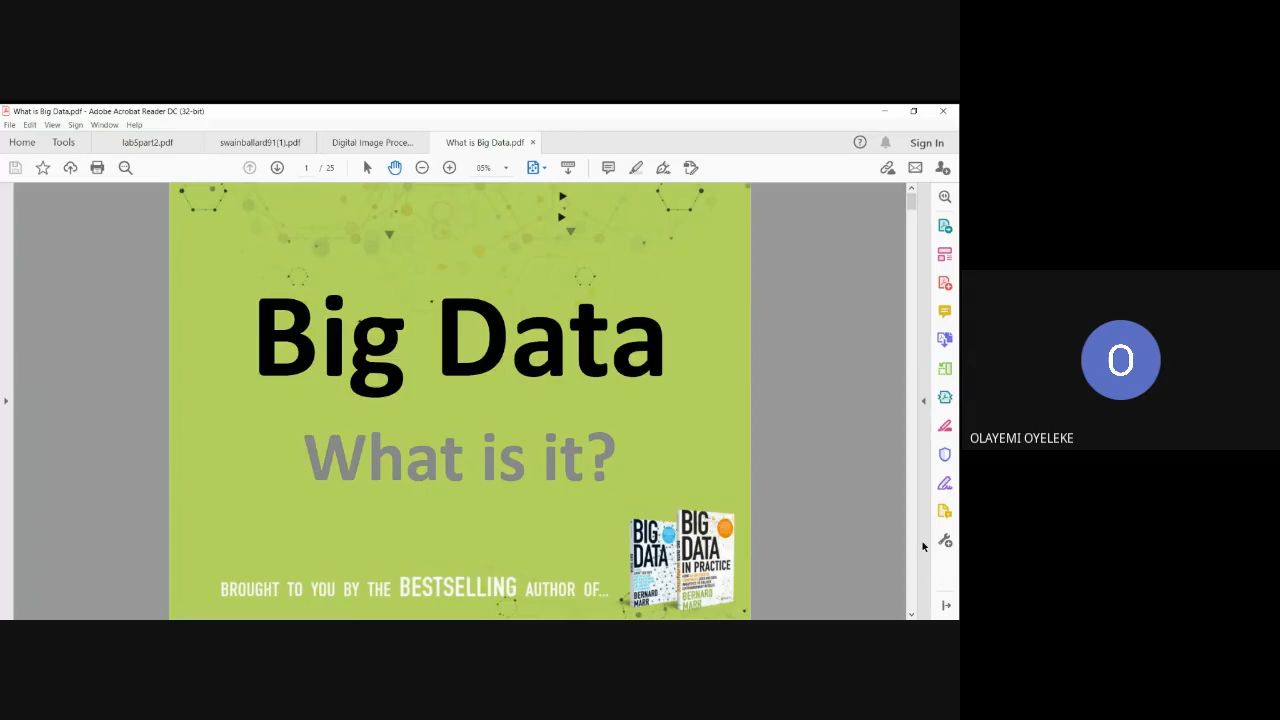 What is Big Data.pdf - Adobe Acrobat Reader DC (32-bit)
File Edit View Sign Window Help
Home Tools lab5part2.pdf swainballard91(1).pdf Digital Image Proce... What is Big Data.pdf × Sign In
1 / 25 85%
Big Data
What is it?
BROUGHT TO YOU BY THE BESTSELLING AUTHOR OF...
BIG
DATA
BERNARD
MARR
BIG
DATA
IN PRACTICE
BERNARD
MARR
O
OLAYEMI OYELEKE